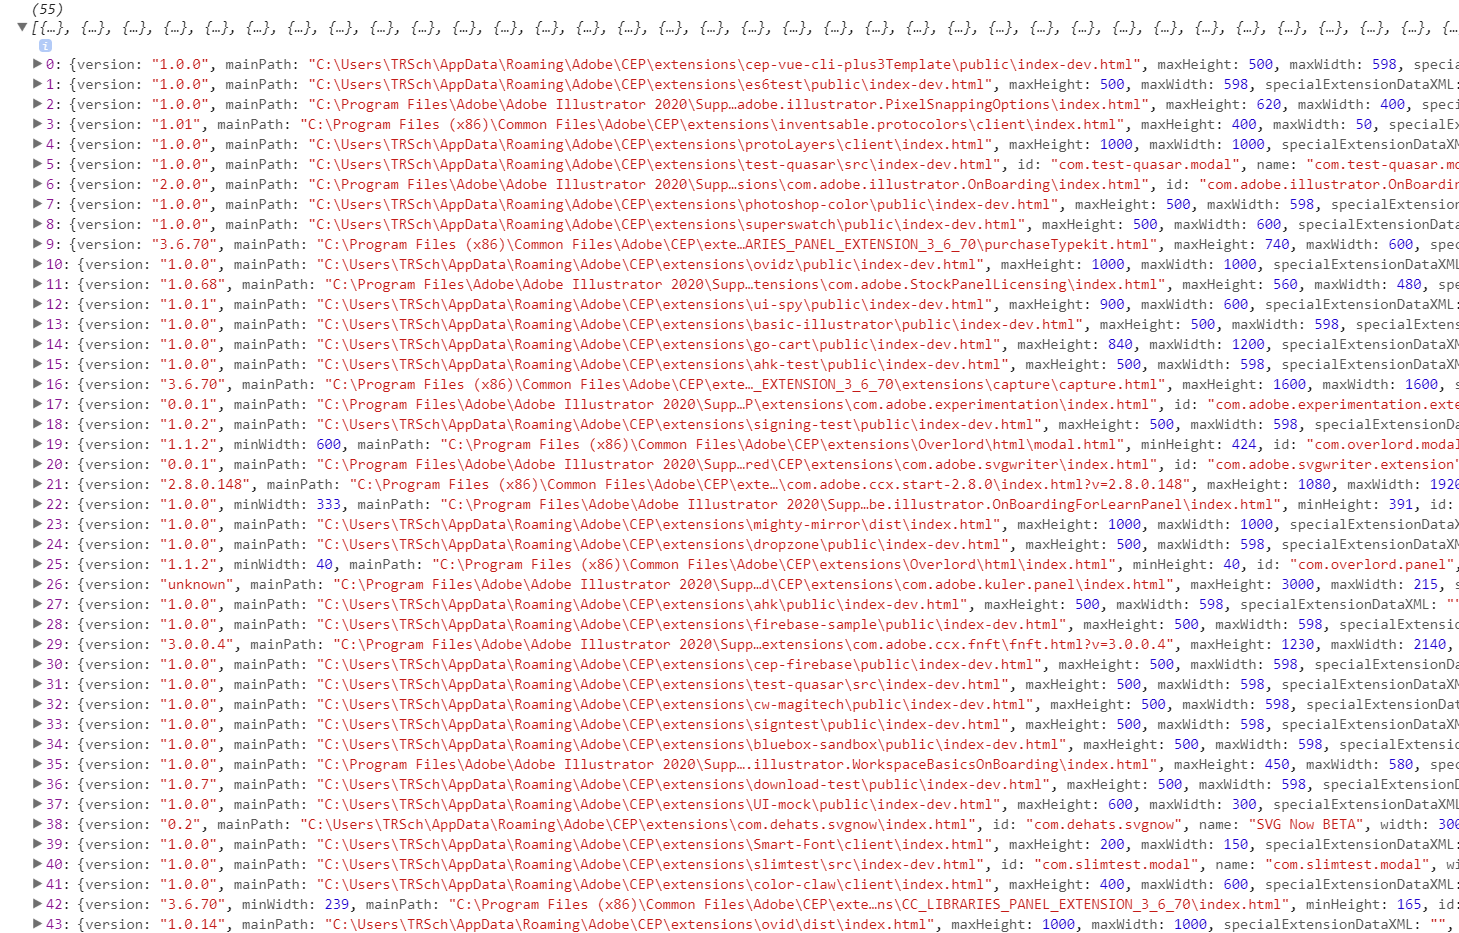 (55)
▼[{…}, {…}, {…}, {…}, {…}, {…}, {…}, {…}, {…}, {…}, {…}, {…}, {…}, {…}, {…}, {…}, {…}, {…}, {…}, {…}, {…}, {…}, {…}, {…}, {…}, {…}, {…}, {…}, {…}, {…}, {…}, {…}, {…}, {…}, {…
i
▶0: {version: "1.0.0", mainPath: "C:\Users\TRSch\AppData\Roaming\Adobe\CEP\extensions\cep-vue-cli-plus3Template\public\index-dev.html", maxHeight: 500, maxWidth: 598, specia
▶1: {version: "1.0.0", mainPath: "C:\Users\TRSch\AppData\Roaming\Adobe\CEP\extensions\es6test\public\index-dev.html", maxHeight: 500, maxWidth: 598, specialExtensionDataXML:
▶2: {version: "1.0.0", mainPath: "C:\Program Files\Adobe\Adobe Illustrator 2020\Supp…adobe.illustrator.PixelSnappingOptions\index.html", maxHeight: 620, maxWidth: 400, speci
▶3: {version: "1.01", mainPath: "C:\Program Files (x86)\Common Files\Adobe\CEP\extensions\inventsable.protocolors\client\index.html", maxHeight: 400, maxWidth: 50, specialEx
▶4: {version: "1.0.0", mainPath: "C:\Users\TRSch\AppData\Roaming\Adobe\CEP\extensions\protoLayers\client\index.html", maxHeight: 1000, maxWidth: 1000, specialExtensionDataXM
▶5: {version: "1.0.0", mainPath: "C:\Users\TRSch\AppData\Roaming\Adobe\CEP\extensions\test-quasar\src\index-dev.html", id: "com.test-quasar.modal", name: "com.test-quasar.mo
▶6: {version: "2.0.0", mainPath: "C:\Program Files\Adobe\Adobe Illustrator 2020\Supp…sions\com.adobe.illustrator.OnBoarding\index.html", id: "com.adobe.illustrator.OnBoardin
▶7: {version: "1.0.0", mainPath: "C:\Users\TRSch\AppData\Roaming\Adobe\CEP\extensions\photoshop-color\public\index-dev.html", maxHeight: 500, maxWidth: 598, specialExtension
▶8: {version: "1.0.0", mainPath: "C:\Users\TRSch\AppData\Roaming\Adobe\CEP\extensions\superswatch\public\index-dev.html", maxHeight: 500, maxWidth: 600, specialExtensionData
▶9: {version: "3.6.70", mainPath: "C:\Program Files (x86)\Common Files\Adobe\CEP\exte…ARIES_PANEL_EXTENSION_3_6_70\purchaseTypekit.html", maxHeight: 740, maxWidth: 600, spec
▶10: {version: "1.0.0", mainPath: "C:\Users\TRSch\AppData\Roaming\Adobe\CEP\extensions\ovidz\public\index-dev.html", maxHeight: 1000, maxWidth: 1000, specialExtensionDataXML
▶11: {version: "1.0.68", mainPath: "C:\Program Files\Adobe\Adobe Illustrator 2020\Supp…tensions\com.adobe.StockPanelLicensing\index.html", maxHeight: 560, maxWidth: 480, spe
▶12: {version: "1.0.1", mainPath: "C:\Users\TRSch\AppData\Roaming\Adobe\CEP\extensions\ui-spy\public\index-dev.html", maxHeight: 900, maxWidth: 600, specialExtensionDataXML:
▶13: {version: "1.0.0", mainPath: "C:\Users\TRSch\AppData\Roaming\Adobe\CEP\extensions\basic-illustrator\public\index-dev.html", maxHeight: 500, maxWidth: 598, specialExtens
▶14: {version: "1.0.0", mainPath: "C:\Users\TRSch\AppData\Roaming\Adobe\CEP\extensions\go-cart\public\index-dev.html", maxHeight: 840, maxWidth: 1200, specialExtensionDataXM
▶15: {version: "1.0.0", mainPath: "C:\Users\TRSch\AppData\Roaming\Adobe\CEP\extensions\ahk-test\public\index-dev.html", maxHeight: 500, maxWidth: 598, specialExtensionDataXM
▶16: {version: "3.6.70", mainPath: "C:\Program Files (x86)\Common Files\Adobe\CEP\exte…_EXTENSION_3_6_70\extensions\capture\capture.html", maxHeight: 1600, maxWidth: 1600, s
▶17: {version: "0.0.1", mainPath: "C:\Program Files\Adobe\Adobe Illustrator 2020\Supp…P\extensions\com.adobe.experimentation\index.html", id: "com.adobe.experimentation.exte
▶18: {version: "1.0.2", mainPath: "C:\Users\TRSch\AppData\Roaming\Adobe\CEP\extensions\signing-test\public\index-dev.html", maxHeight: 500, maxWidth: 598, specialExtensionDa
▶19: {version: "1.1.2", minWidth: 600, mainPath: "C:\Program Files (x86)\Common Files\Adobe\CEP\extensions\Overlord\html\modal.html", minHeight: 424, id: "com.overlord.modal
▶20: {version: "0.0.1", mainPath: "C:\Program Files\Adobe\Adobe Illustrator 2020\Supp…red\CEP\extensions\com.adobe.svgwriter\index.html", id: "com.adobe.svgwriter.extension"
▶21: {version: "2.8.0.148", mainPath: "C:\Program Files (x86)\Common Files\Adobe\CEP\exte…\com.adobe.ccx.start-2.8.0\index.html?v=2.8.0.148", maxHeight: 1080, maxWidth: 1920
▶22: {version: "1.0.0", minWidth: 333, mainPath: "C:\Program Files\Adobe\Adobe Illustrator 2020\Supp…be.illustrator.OnBoardingForLearnPanel\index.html", minHeight: 391, id:
▶23: {version: "1.0.0", mainPath: "C:\Users\TRSch\AppData\Roaming\Adobe\CEP\extensions\mighty-mirror\dist\index.html", maxHeight: 1000, maxWidth: 1000, specialExtensionDataX
▶24: {version: "1.0.0", mainPath: "C:\Users\TRSch\AppData\Roaming\Adobe\CEP\extensions\dropzone\public\index-dev.html", maxHeight: 500, maxWidth: 598, specialExtensionDataXM
▶25: {version: "1.1.2", minWidth: 40, mainPath: "C:\Program Files (x86)\Common Files\Adobe\CEP\extensions\Overlord\html\index.html", minHeight: 40, id: "com.overlord.panel",
▶26: {version: "unknown", mainPath: "C:\Program Files\Adobe\Adobe Illustrator 2020\Supp…d\CEP\extensions\com.adobe.kuler.panel\index.html", maxHeight: 3000, maxWidth: 215, s
▶27: {version: "1.0.0", mainPath: "C:\Users\TRSch\AppData\Roaming\Adobe\CEP\extensions\ahk\public\index-dev.html", maxHeight: 500, maxWidth: 598, specialExtensionDataXML: ""
▶28: {version: "1.0.0", mainPath: "C:\Users\TRSch\AppData\Roaming\Adobe\CEP\extensions\firebase-sample\public\index-dev.html", maxHeight: 500, maxWidth: 598, specialExtensio
▶29: {version: "3.0.0.4", mainPath: "C:\Program Files\Adobe\Adobe Illustrator 2020\Supp…extensions\com.adobe.ccx.fnft\fnft.html?v=3.0.0.4", maxHeight: 1230, maxWidth: 2140,
▶30: {version: "1.0.0", mainPath: "C:\Users\TRSch\AppData\Roaming\Adobe\CEP\extensions\cep-firebase\public\index-dev.html", maxHeight: 500, maxWidth: 598, specialExtensionDa
▶31: {version: "1.0.0", mainPath: "C:\Users\TRSch\AppData\Roaming\Adobe\CEP\extensions\test-quasar\src\index-dev.html", maxHeight: 500, maxWidth: 598, specialExtensionDataXM
▶32: {version: "1.0.0", mainPath: "C:\Users\TRSch\AppData\Roaming\Adobe\CEP\extensions\cw-magitech\public\index-dev.html", maxHeight: 500, maxWidth: 598, specialExtensionDat
▶33: {version: "1.0.0", mainPath: "C:\Users\TRSch\AppData\Roaming\Adobe\CEP\extensions\signtest\public\index-dev.html", maxHeight: 500, maxWidth: 598, specialExtensionDataXM
▶34: {version: "1.0.0", mainPath: "C:\Users\TRSch\AppData\Roaming\Adobe\CEP\extensions\bluebox-sandbox\public\index-dev.html", maxHeight: 500, maxWidth: 598, specialExtensio
▶35: {version: "1.0.0", mainPath: "C:\Program Files\Adobe\Adobe Illustrator 2020\Supp….illustrator.WorkspaceBasicsOnBoarding\index.html", maxHeight: 450, maxWidth: 580, spec
▶36: {version: "1.0.7", mainPath: "C:\Users\TRSch\AppData\Roaming\Adobe\CEP\extensions\download-test\public\index-dev.html", maxHeight: 500, maxWidth: 598, specialExtensionD
▶37: {version: "1.0.0", mainPath: "C:\Users\TRSch\AppData\Roaming\Adobe\CEP\extensions\UI-mock\public\index-dev.html", maxHeight: 600, maxWidth: 300, specialExtensionDataXML
▶38: {version: "0.2", mainPath: "C:\Users\TRSch\AppData\Roaming\Adobe\CEP\extensions\com.dehats.svgnow\index.html", id: "com.dehats.svgnow", name: "SVG Now BETA", width: 300
▶39: {version: "1.0.0", mainPath: "C:\Users\TRSch\AppData\Roaming\Adobe\CEP\extensions\Smart-Font\client\index.html", maxHeight: 200, maxWidth: 150, specialExtensionDataXML:
▶40: {version: "1.0.0", mainPath: "C:\Users\TRSch\AppData\Roaming\Adobe\CEP\extensions\slimtest\src\index-dev.html", id: "com.slimtest.modal", name: "com.slimtest.modal", wi
▶41: {version: "1.0.0", mainPath: "C:\Users\TRSch\AppData\Roaming\Adobe\CEP\extensions\color-claw\client\index.html", maxHeight: 400, maxWidth: 600, specialExtensionDataXML:
▶42: {version: "3.6.70", minWidth: 239, mainPath: "C:\Program Files (x86)\Common Files\Adobe\CEP\exte…ns\CC_LIBRARIES_PANEL_EXTENSION_3_6_70\index.html", minHeight: 165, id:
▶43: {version: "1.0.14", mainPath: "C:\Users\TRSch\AppData\Roaming\Adobe\CEP\extensions\ovid\dist\index.html", maxHeight: 1000, maxWidth: 1000, specialExtensionDataXML: "",